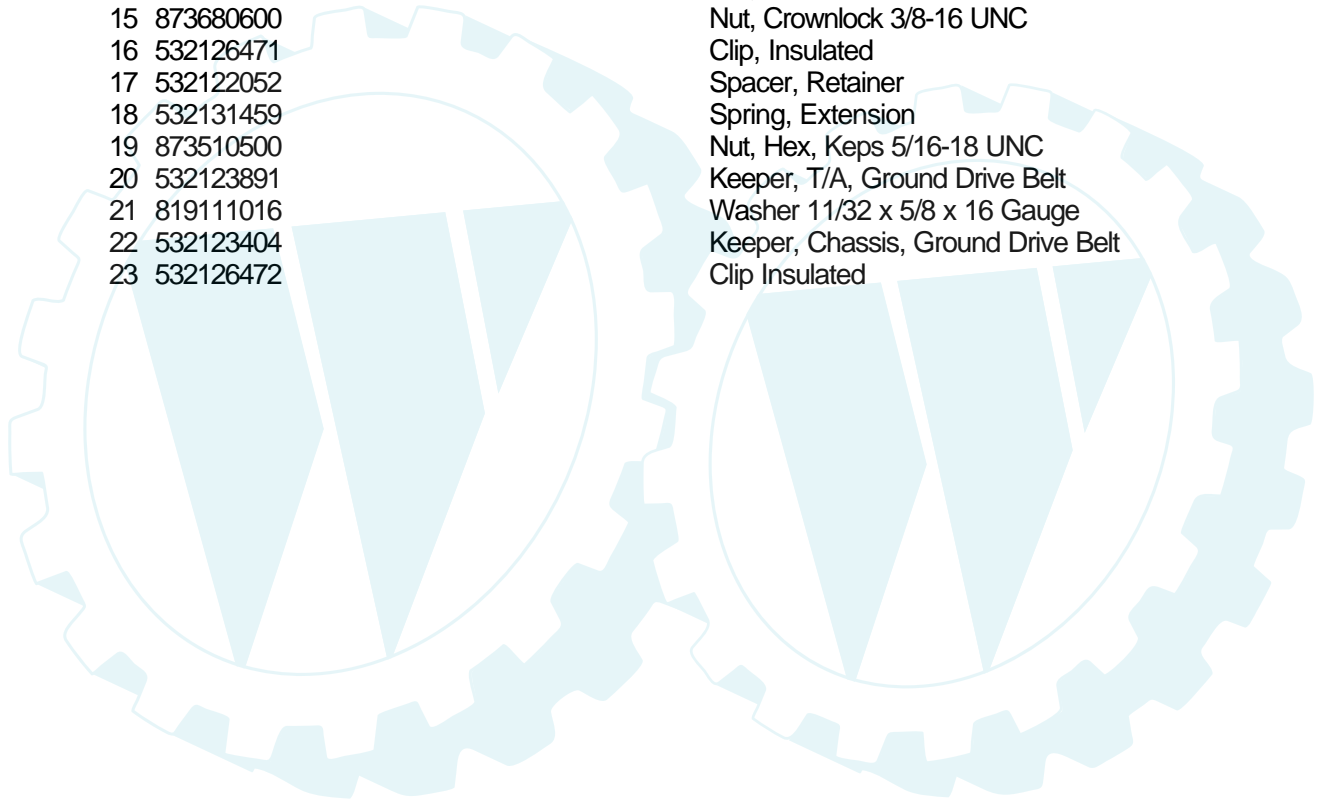 15 873680600 Nut, Crownlock 3/8-16 UNC
16 532126471 Clip, Insulated
17 532122052 Spacer, Retainer
18 532131459 Spring, Extension
19 873510500 Nut, Hex, Keps 5/16-18 UNC
20 532123891 Keeper, T/A, Ground Drive Belt
21 819111016 Washer 11/32 x 5/8 x 16 Gauge
22 532123404 Keeper, Chassis, Ground Drive Belt
23 532126472 Clip Insulated